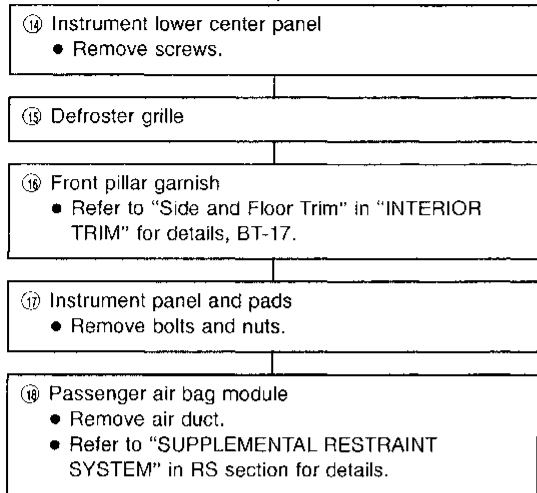 ⑭ Instrument lower center panel
● Remove screws.
⑮ Defroster grille
⑯ Front pillar garnish
● Refer to "Side and Floor Trim" in "INTERIOR
TRIM" for details, BT-17.
⑰ Instrument panel and pads
● Remove bolts and nuts.
⑱ Passenger air bag module
● Remove air duct.
● Refer to "SUPPLEMENTAL RESTRAINT
SYSTEM" in RS section for details.